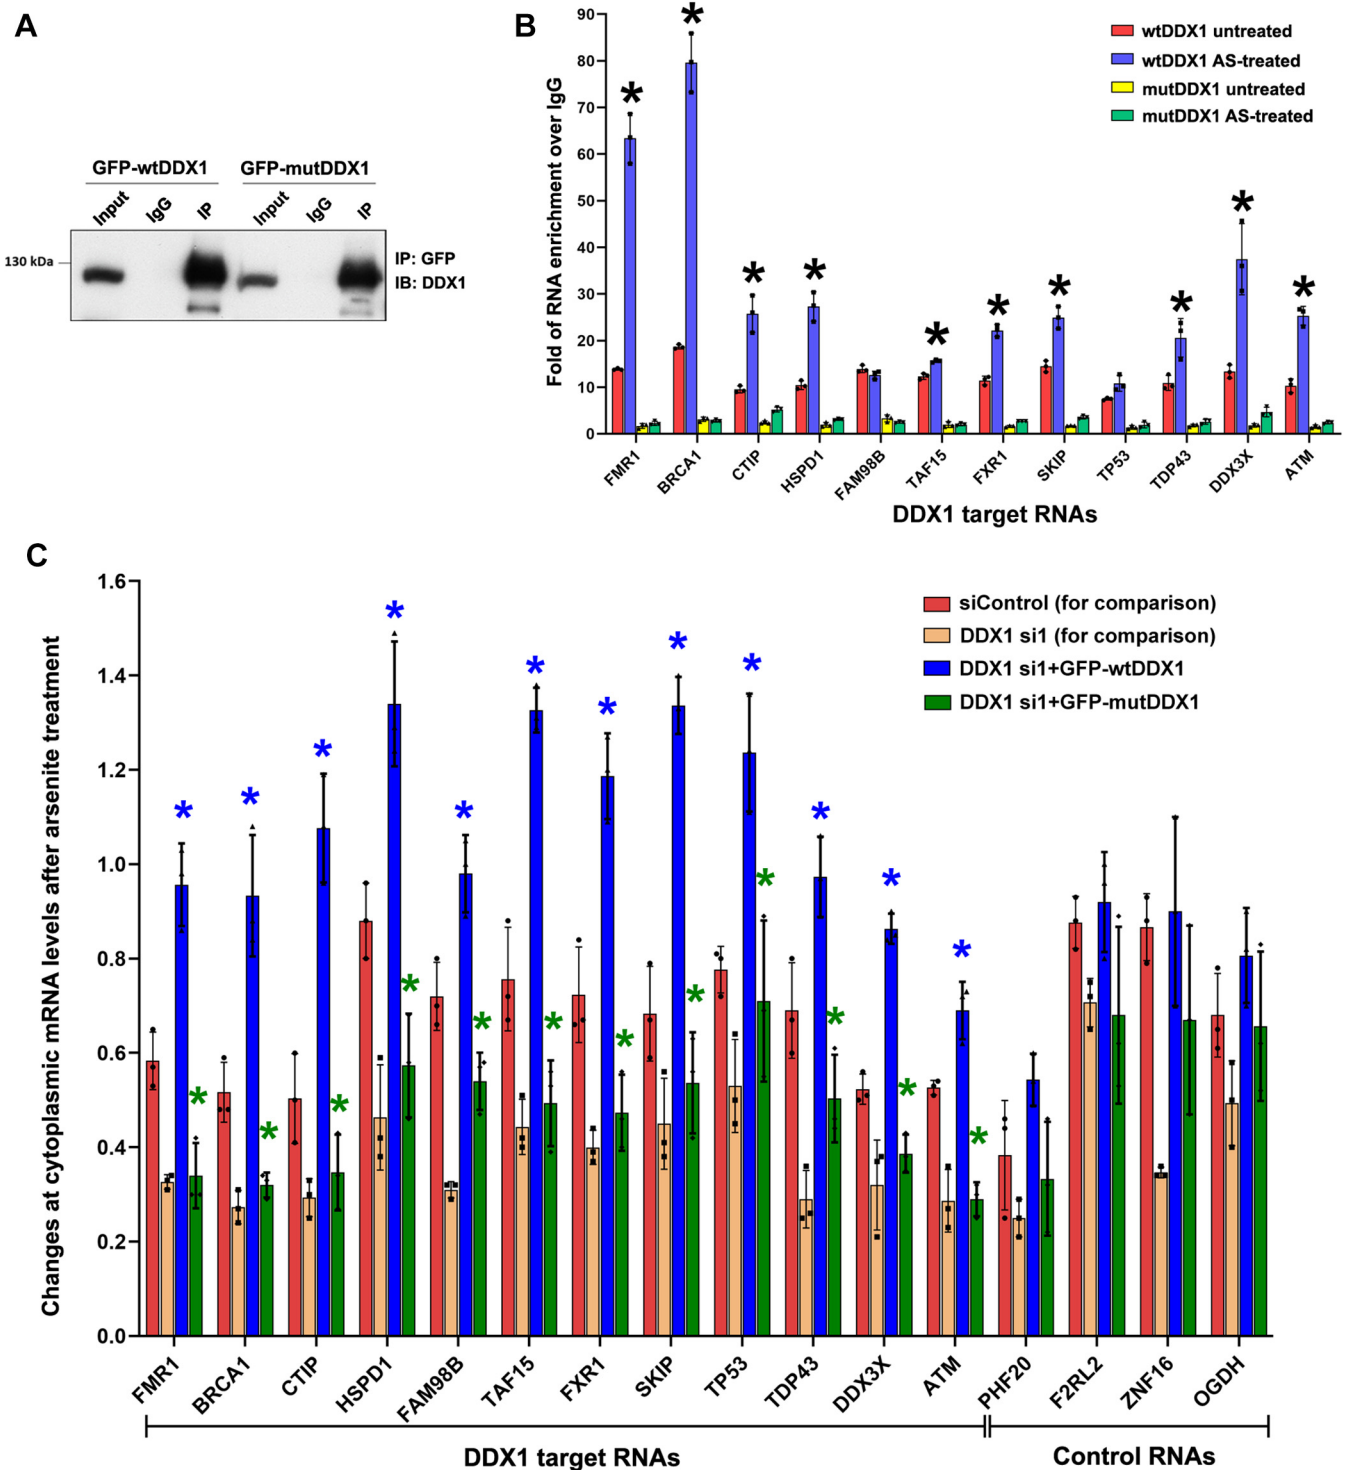 A
GFP-wtDDX1 GFP-mutDDX1
Input IgG IP Input IgG IP
130 kDa
IP: GFP
IB: DDX1
B
Fold of RNA enrichment over IgG
90
80
70
60
50
40
30
20
10
0
wtDDX1 untreated
wtDDX1 AS-treated
mutDDX1 untreated
mutDDX1 AS-treated
* * * * * * * * * *
FMR1 BRCA1 CTIP HSPD1 FAM98B TAF15 FXR1 SKIP TP53 TDP43 DDX3X ATM
DDX1 target RNAs
C
Changes at cytoplasmic mRNA levels after arsenite treatment
1.6
1.4
1.2
1.0
0.8
0.6
0.4
0.2
0.0
siControl (for comparison)
DDX1 si1 (for comparison)
DDX1 si1+GFP-wtDDX1
DDX1 si1+GFP-mutDDX1
* * * * * * * * * * * *
* * * * * * * * * * * *
FMR1 BRCA1 CTIP HSPD1 FAM98B TAF15 FXR1 SKIP TP53 TDP43 DDX3X ATM PHF20 F2RL2 ZNF16 OGDH
DDX1 target RNAs Control RNAs